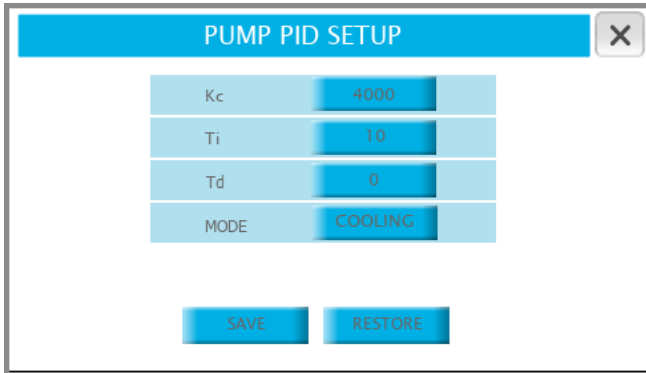 PUMP PID SETUP
Kc 4000
Ti 10
Td 0
MODE COOLING
SAVE RESTORE